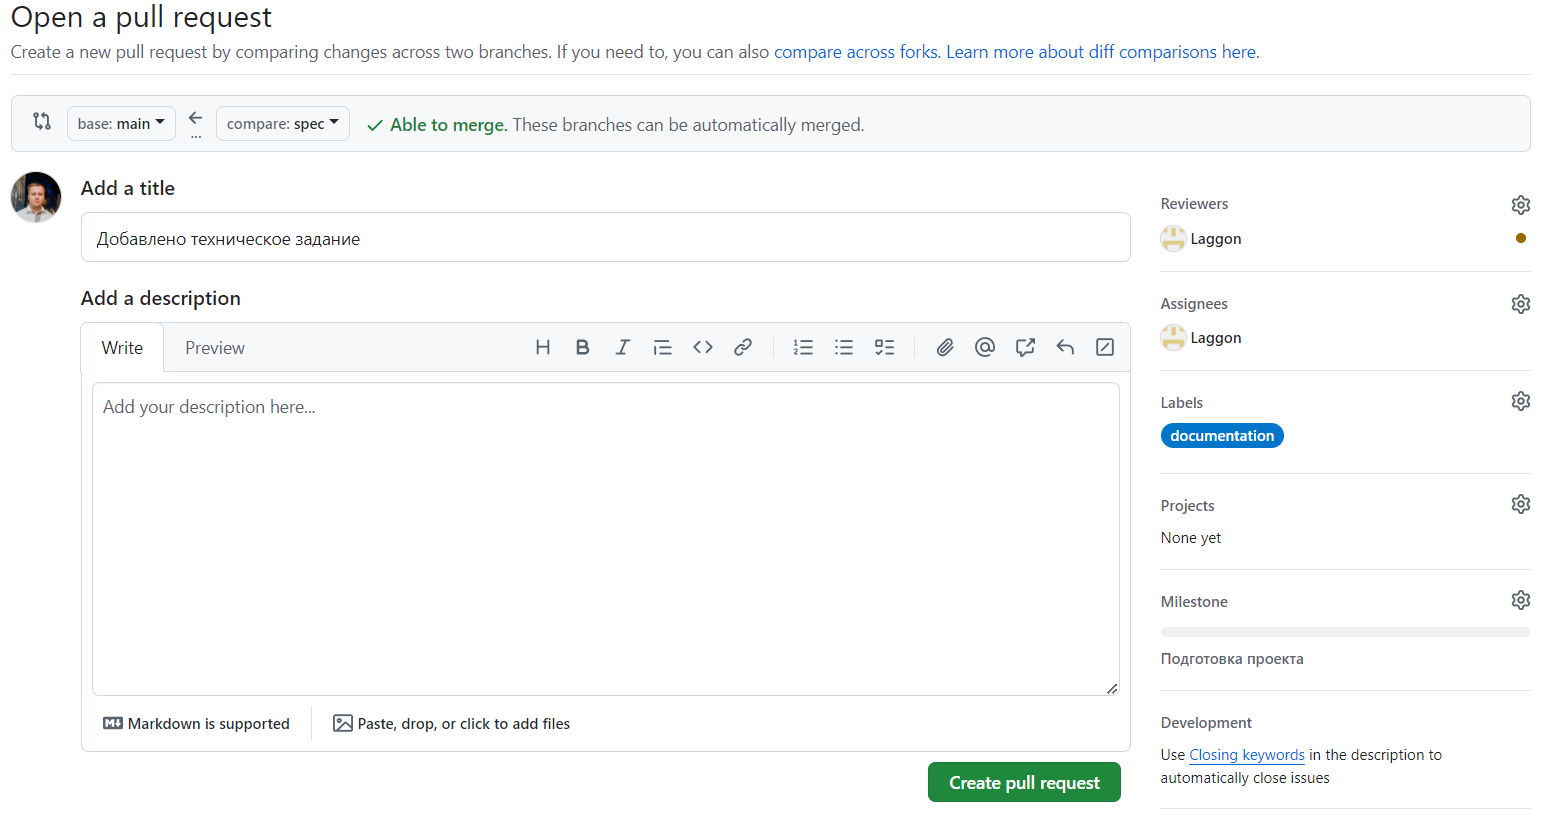 Open a pull request
Create a new pull request by comparing changes across two branches. If you need to, you can also compare across forks. Learn more about diff comparisons here.
base: main
...
compare: spec
Able to merge. These branches can be automatically merged.
Add a title
Добавлено техническое задание
Add a description
Write
Preview
Add your description here...
Markdown is supported
Paste, drop, or click to add files
Create pull request
Reviewers
Laggon
Assignees
Laggon
Labels
documentation
Projects
None yet
Milestone
Подготовка проекта
Development
Use Closing keywords in the description to
automatically close issues